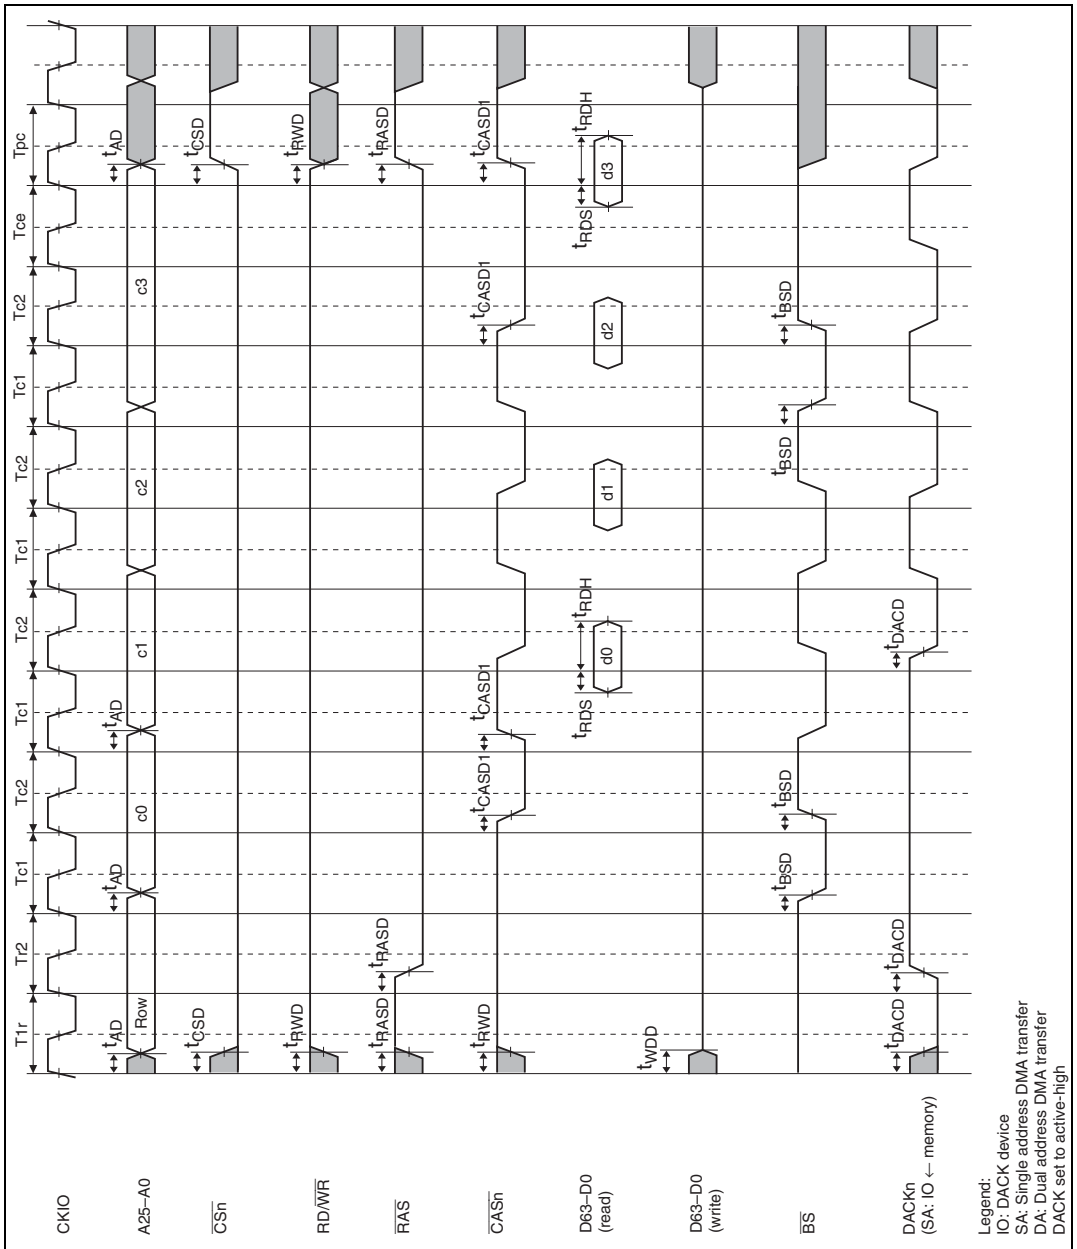 T1r Tr2 Tc1 Tc2 Tc1 Tc2 Tc1 Tc2 Tc1 Tc2 Tce Tpc
CKIO
tAD tAD tAD tAD
A25–A0 Row c0 c1 c2 c3
tCSD tCSD
CSn
tRWD tRWD
RD/WR
tRASD tRASD tRASD
RAS
tRWD tCASD1 tCASD1 tCASD1 tCASD1
CASn
tRDS tRDH tRDS tRDH
D63–D0
(read)
d0 d1 d2 d3
tWDD
D63–D0
(write)
tBSD tBSD tBSD tBSD
BS
tDACD tDACD tDACD
DACKn
(SA: IO ← memory)
Legend:
IO: DACK device
SA: Single address DMA transfer
DA: Dual address DMA transfer
DACK set to active-high